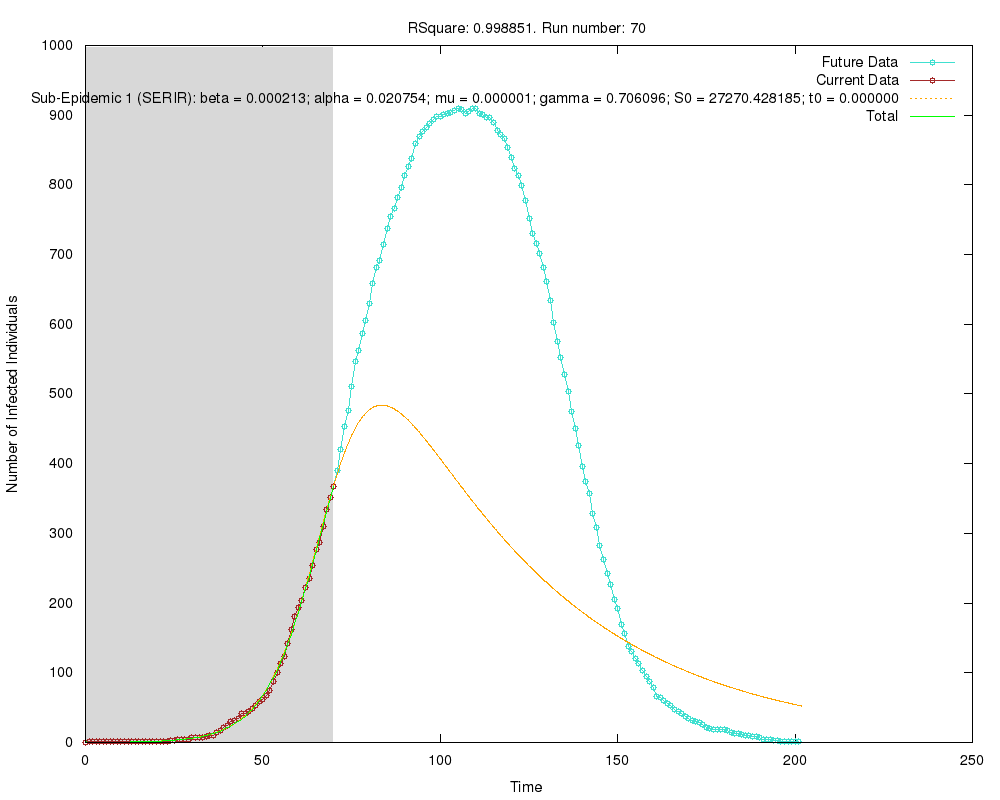 RSquare: 0.998851. Run number: 70
1000
900
800
700
600
500
400
300
200
100
0
Number of Infected Individuals
Future Data
Current Data
Sub-Epidemic 1 (SERIR): beta = 0.000213; alpha = 0.020754; mu = 0.000001; gamma = 0.706096; S0 = 27270.428185; t0 = 0.000000
Total
0 50 100 150 200 250
Time